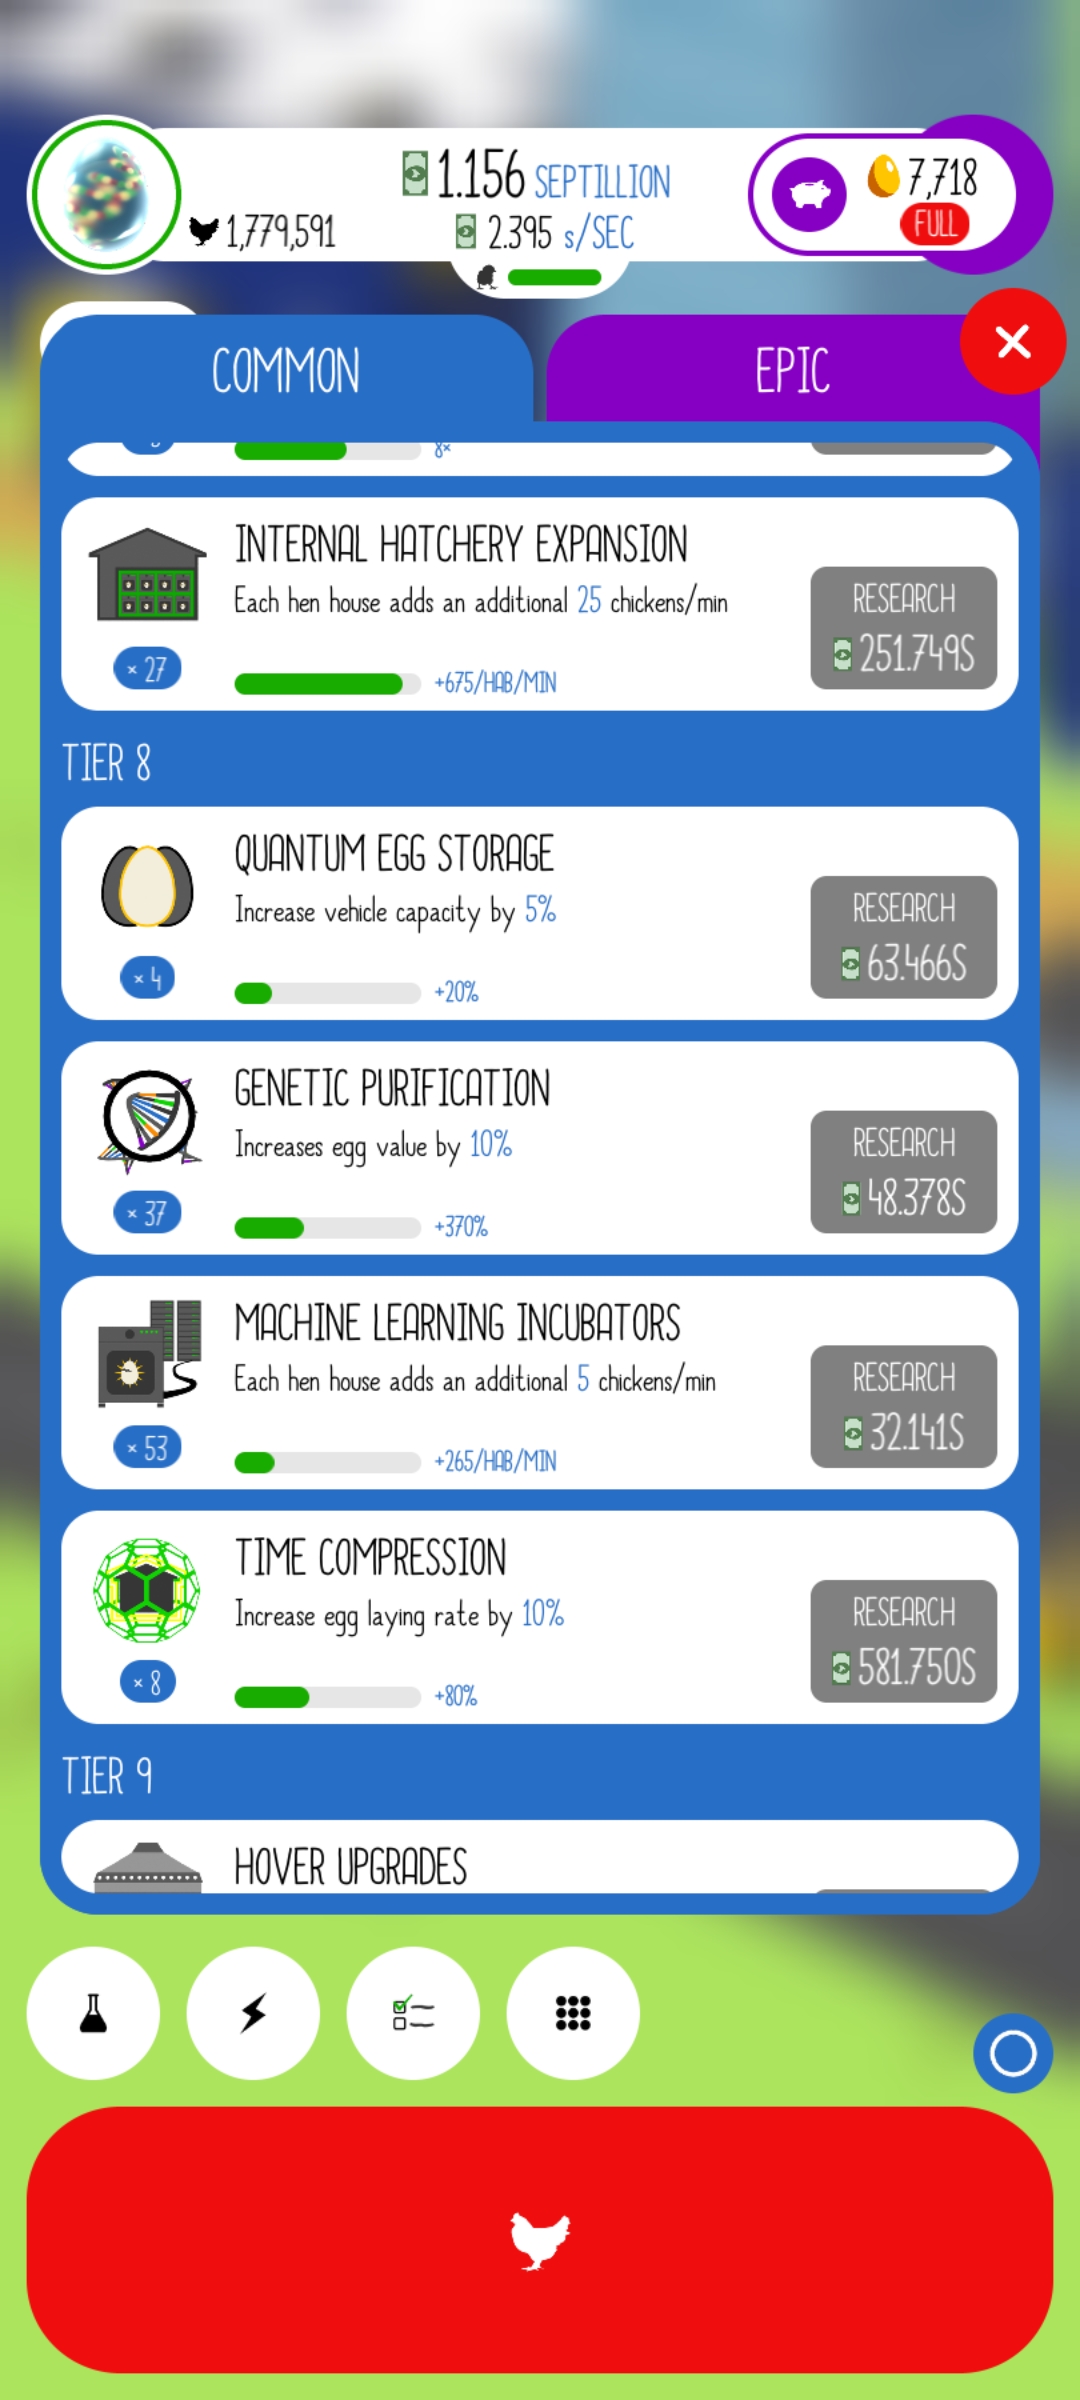 1.156 SEPTILLION
7,718
1,779,591
2.395 s/SEC
FULL
COMMON
EPIC
8×
INTERNAL HATCHERY EXPANSION
Each hen house adds an additional 25 chickens/min
RESEARCH
251.749S
× 27
+675/HAB/MIN
TIER 8
QUANTUM EGG STORAGE
Increase vehicle capacity by 5%
RESEARCH
63.466S
× 4
+20%
GENETIC PURIFICATION
Increases egg value by 10%
RESEARCH
48.378S
× 37
+370%
MACHINE LEARNING INCUBATORS
Each hen house adds an additional 5 chickens/min
RESEARCH
32.141S
× 53
+265/HAB/MIN
TIME COMPRESSION
Increase egg laying rate by 10%
RESEARCH
581.750S
× 8
+80%
TIER 9
HOVER UPGRADES